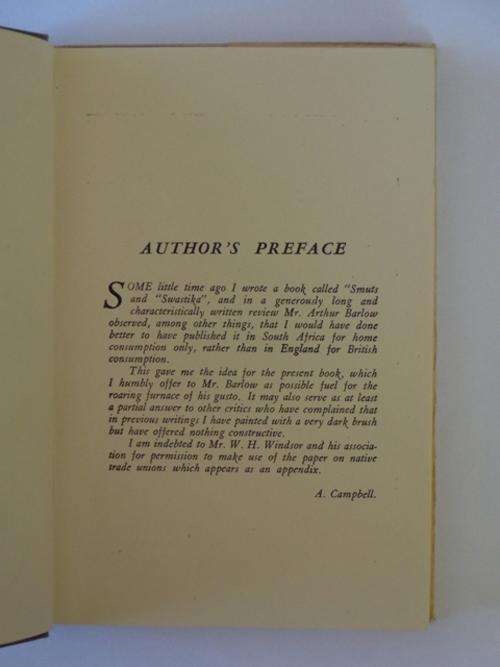 AUTHOR'S PREFACE
SOME little time ago I wrote a book called "Smuts
and "Swastika", and in a generously long and
characteristically written review Mr. Arthur Barlow
observed, among other things, that I would have done
better to have published it in South Africa for home
consumption only, rather than in England for British
consumption.
This gave me the idea for the present book, which
I humbly offer to Mr. Barlow as possible fuel for the
roaring furnace of his gusto. It may also serve as at least
a partial answer to other critics who have complained that
in previous writings I have painted with a very dark brush
but have offered nothing constructive.
I am indebted to Mr. W. H. Windsor and his associa-
tion for permission to make use of the paper on native
trade unions which appears as an appendix.
A. Campbell.